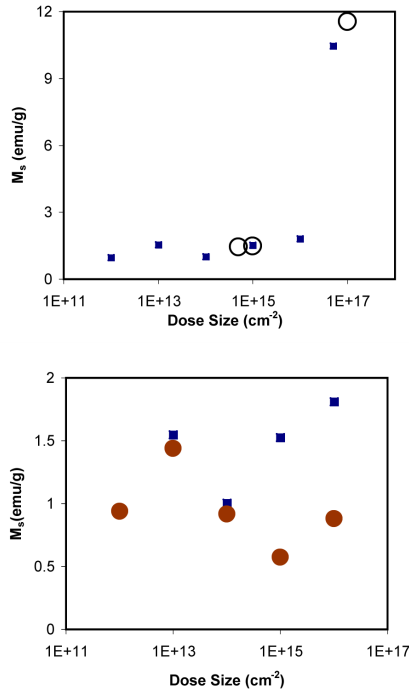 12
9
6
3
0
M_s (emu/g)
1E+11 1E+13 1E+15 1E+17
Dose Size (cm⁻²)
2
1.5
1
0.5
0
M_s(emu/g)
1E+11 1E+13 1E+15 1E+17
Dose Size (cm⁻²)